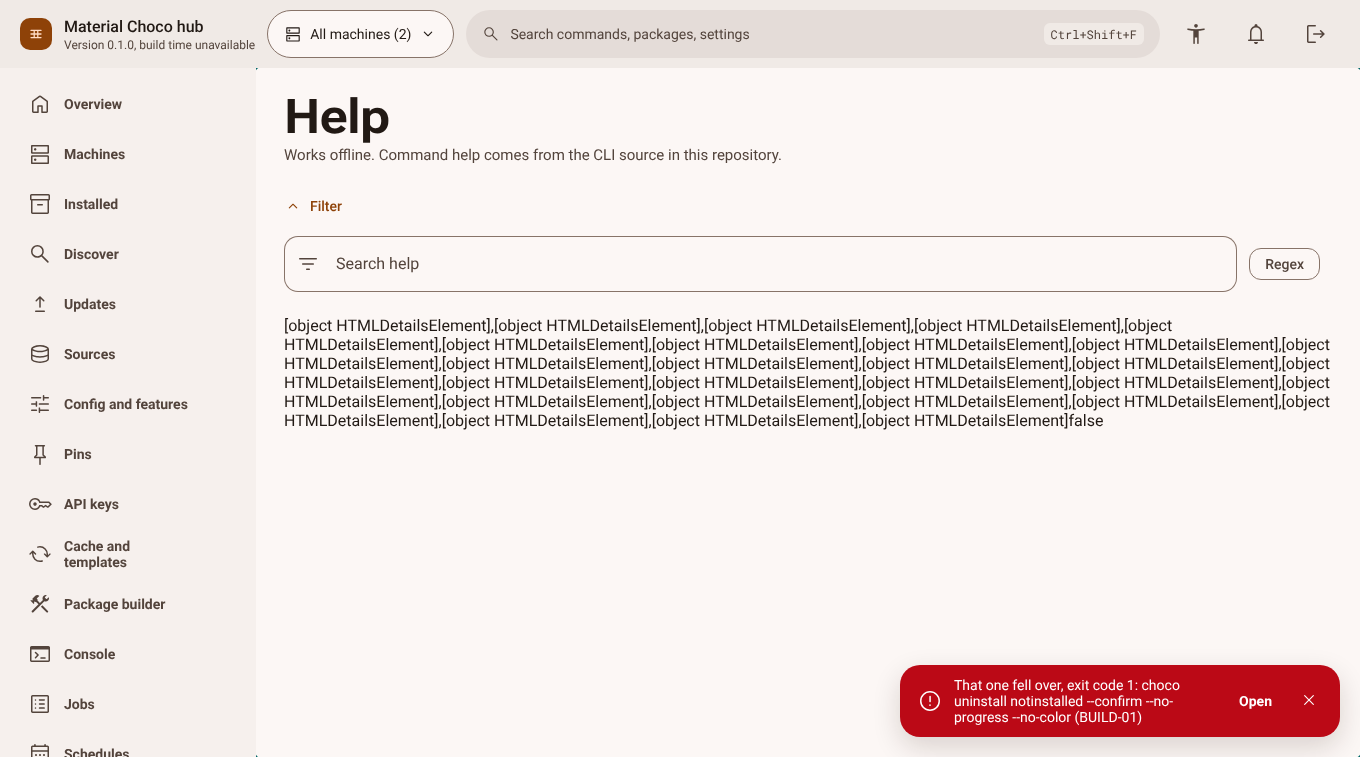 Material Choco hub
Version 0.1.0, build time unavailable
All machines (2)
Search commands, packages, settings
Ctrl+Shift+F
Overview
Machines
Installed
Discover
Updates
Sources
Config and features
Pins
API keys
Cache and
templates
Package builder
Console
Jobs
Schedules
Help
Works offline. Command help comes from the CLI source in this repository.
Filter
Search help
Regex
[object HTMLDetailsElement],[object HTMLDetailsElement],[object HTMLDetailsElement],[object HTMLDetailsElement],[object
HTMLDetailsElement],[object HTMLDetailsElement],[object HTMLDetailsElement],[object HTMLDetailsElement],[object HTMLDetailsElement],[object
HTMLDetailsElement],[object HTMLDetailsElement],[object HTMLDetailsElement],[object HTMLDetailsElement],[object HTMLDetailsElement],[object
HTMLDetailsElement],[object HTMLDetailsElement],[object HTMLDetailsElement],[object HTMLDetailsElement],[object HTMLDetailsElement],[object
HTMLDetailsElement],[object HTMLDetailsElement],[object HTMLDetailsElement],[object HTMLDetailsElement],[object HTMLDetailsElement],[object
HTMLDetailsElement],[object HTMLDetailsElement],[object HTMLDetailsElement],[object HTMLDetailsElement]false
That one fell over, exit code 1: choco
uninstall notinstalled --confirm --no-
progress --no-color (BUILD-01)
Open